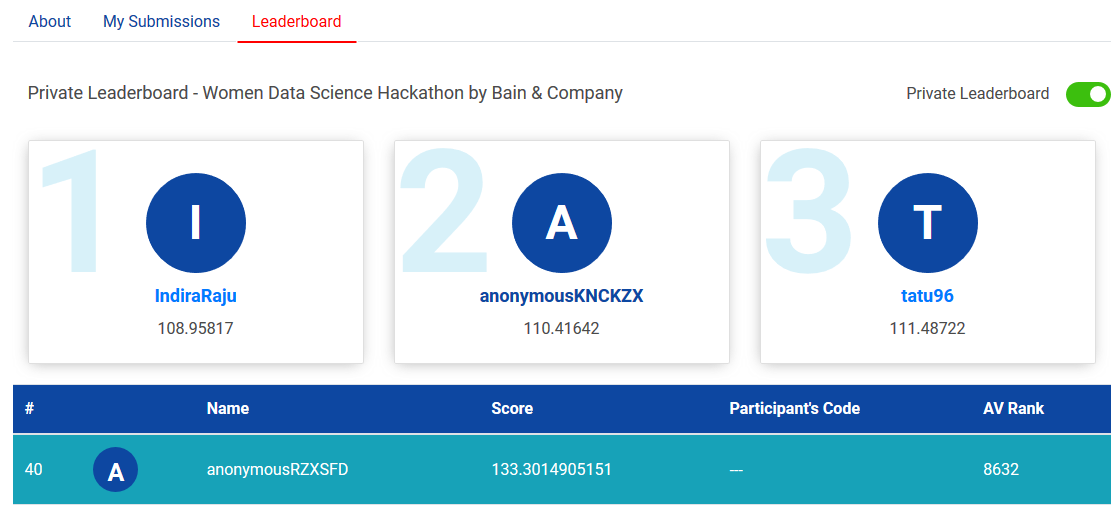 About My Submissions Leaderboard
Private Leaderboard - Women Data Science Hackathon by Bain & Company Private Leaderboard
1 I 2 A 3 T
IndiraRaju anonymousKNCKZX tatu96
108.95817 110.41642 111.48722
# Name Score Participant's Code AV Rank
40 A anonymousRZXSFD 133.3014905151 --- 8632